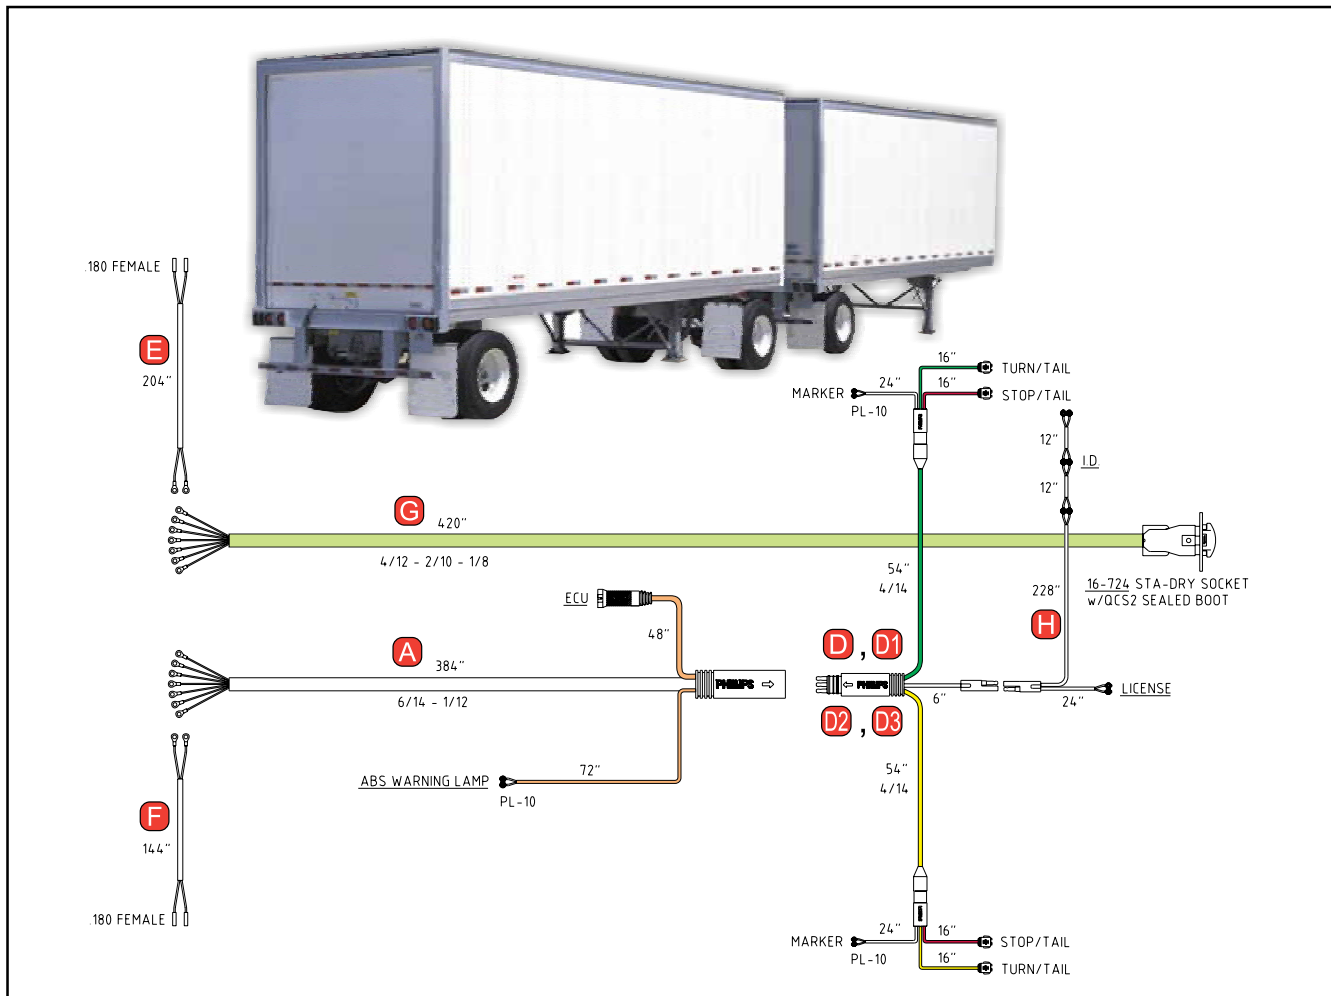 .180 FEMALE
E
204"
16"
TURN/TAIL
MARKER
24"
PL-10
16"
STOP/TAIL
12"
I.D.
12"
G
420"
4/12 - 2/10 - 1/8
54"
4/14
228"
16-724 STA-DRY SOCKET
w/QCS2 SEALED BOOT
ECU
48"
H
A
384"
6/14 - 1/12
D , D1
PHILLIPS
PHILLIPS
6"
24"
LICENSE
D2 , D3
ABS WARNING LAMP
72"
PL-10
54"
4/14
F
144"
.180 FEMALE
MARKER
24"
PL-10
16"
STOP/TAIL
16"
TURN/TAIL